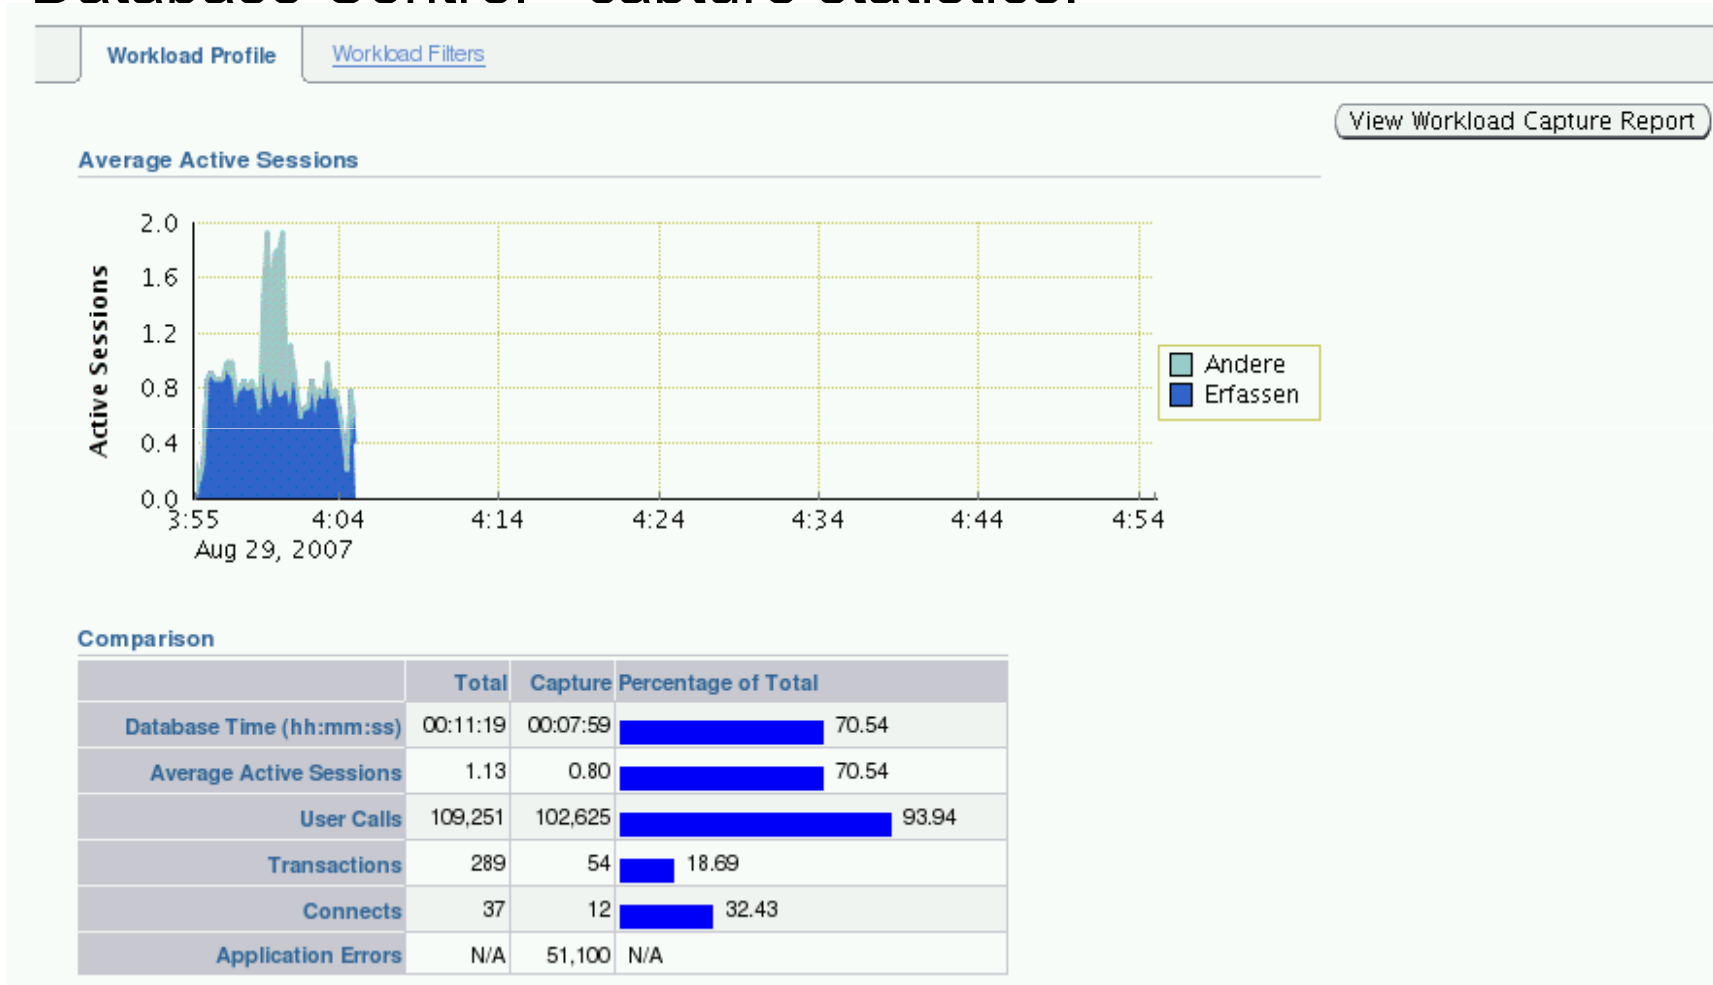 Workload Profile Workload Filters
View Workload Capture Report
Average Active Sessions
2.0
1.6
1.2
0.8
0.4
0.0
Active Sessions
3:55 4:04 4:14 4:24 4:34 4:44 4:54
Aug 29, 2007
Andere
Erfassen
Comparison
Total Capture Percentage of Total
Database Time (hh:mm:ss) 00:11:19 00:07:59 70.54
Average Active Sessions 1.13 0.80 70.54
User Calls 109,251 102,625 93.94
Transactions 289 54 18.69
Connects 37 12 32.43
Application Errors N/A 51,100 N/A